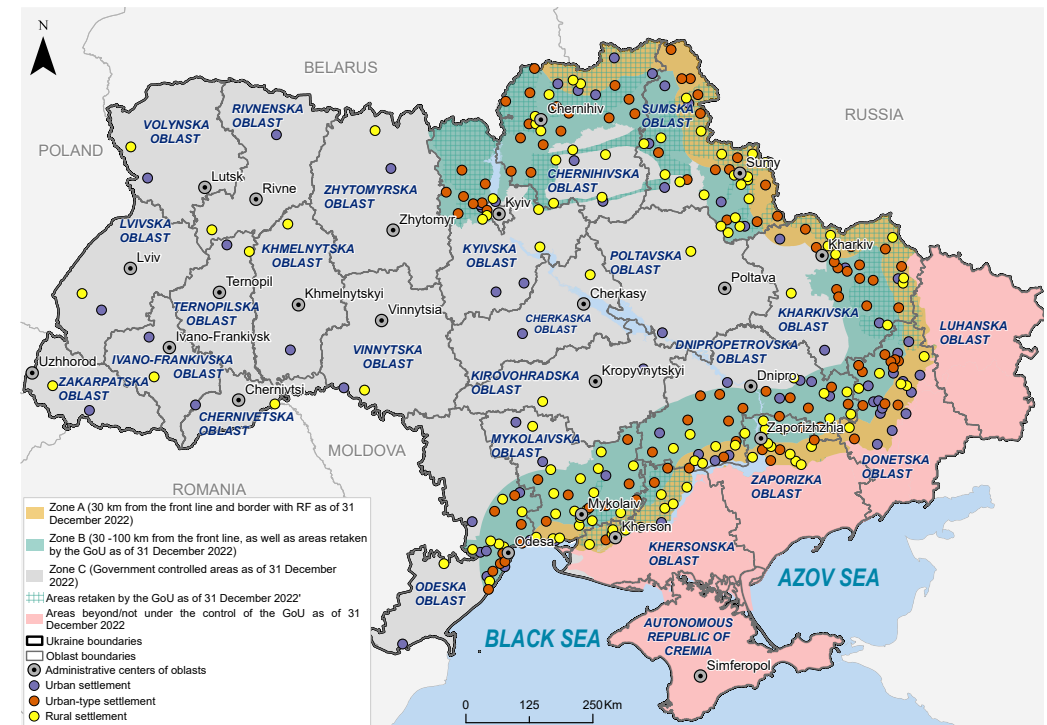 N
BELARUS
RUSSIA
POLAND
MOLDOVA
ROMANIA
VOLYNSKA
OBLAST
RIVNENSKA
OBLAST
ZHYTOMYRSKA
OBLAST
Chernihiv
SUMSKA
OBLAST
CHERNIHIVSKA
OBLAST
Sumy
Lutsk
Rivne
Kyiv
Zhytomyr
LVIVSKA
OBLAST
Lviv
KHMELNYTSKA
OBLAST
KYIVSKA
OBLAST
POLTAVSKA
OBLAST
Kharkiv
Ternopil
Khmelnytskyi
Vinnytsia
Cherkasy
Poltava
TERNOPILSKA
OBLAST
CHERKASKA
OBLAST
KHARKIVSKA
OBLAST
LUHANSKA
OBLAST
Ivano-Frankivsk
IVANO-FRANKIVSKA
OBLAST
VINNYTSKA
OBLAST
DNIPROPETROVSKA
OBLAST
Uzhhorod
ZAKARPATSKA
OBLAST
Chernivtsi
CHERNIVETSKA
OBLAST
KIROVOHRADSKA
OBLAST
Kropyvnytskyi
Dnipro
MYKOLAIVSKA
OBLAST
Zaporizhzhia
DONETSKA
OBLAST
ZAPORIZKA
OBLAST
Mykolaiv
Kherson
Odesa
KHERSONSKA
OBLAST
ODESKA
OBLAST
AZOV SEA
BLACK SEA
AUTONOMOUS
REPUBLIC OF
CREMIA
Simferopol
Zone A (30 km from the front line and border with RF as of 31
December 2022)
Zone B (30 -100 km from the front line, as well as areas retaken
by the GoU as of 31 December 2022)
Zone C (Government controlled areas as of 31 December
2022)
Areas retaken by the GoU as of 31 December 2022'
Areas beyond/not under the control of the GoU as of 31
December 2022
Ukraine boundaries
Oblast boundaries
Administrative centers of oblasts
Urban settlement
Urban-type settlement
Rural settlement
0 125 250 Km